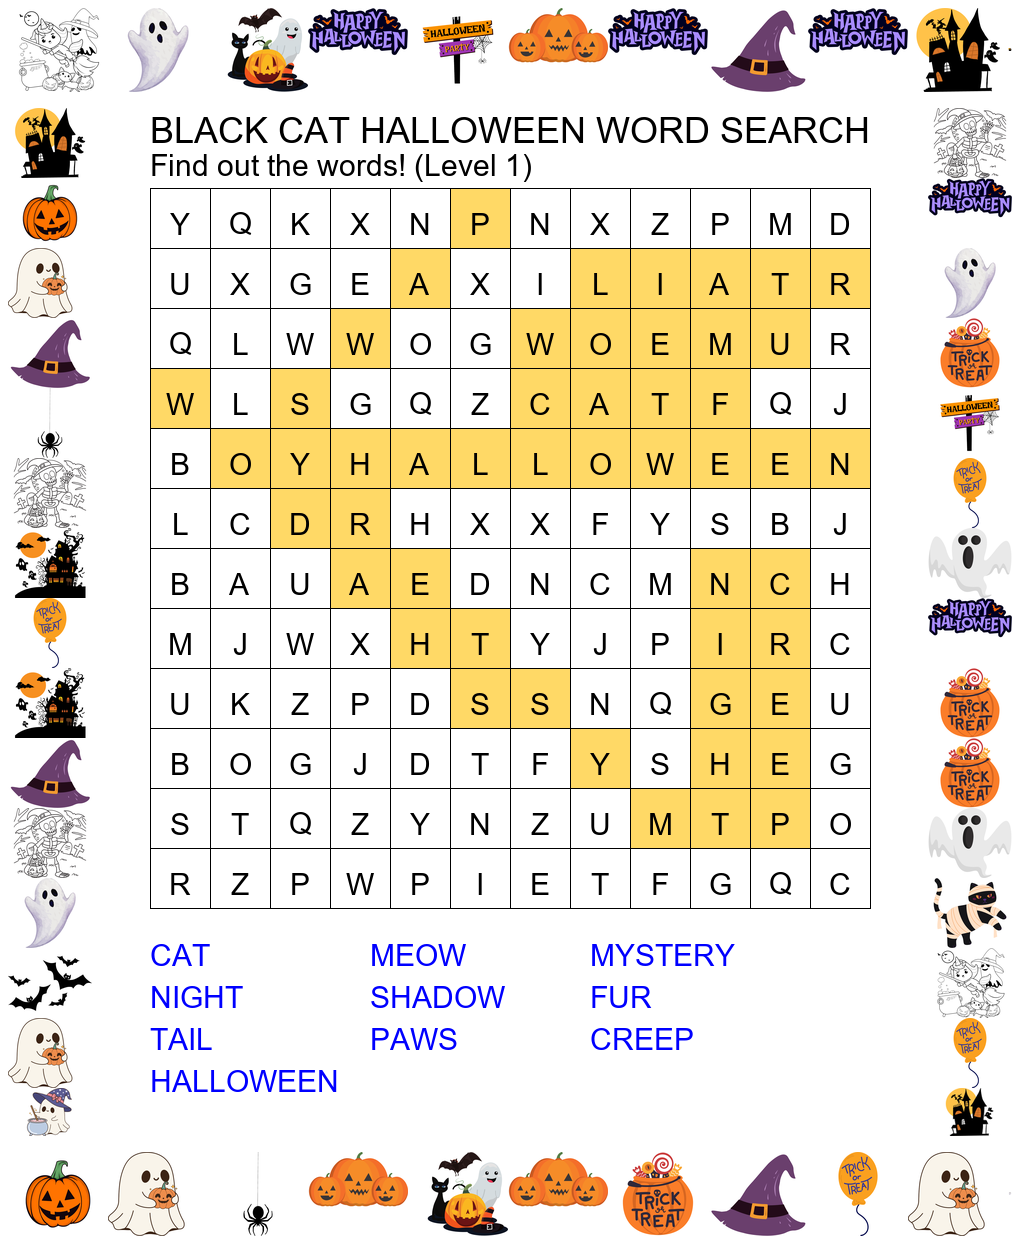 HAPPY HALLOWEEN
HALLOWEEN PARTY
HAPPY HALLOWEEN
HAPPY HALLOWEEN
BLACK CAT HALLOWEEN WORD SEARCH
Find out the words! (Level 1)
HAPPY HALLOWEEN
Y Q K X N P N X Z P M D
U X G E A X I L I A T R
Q L W W O G W O E M U R
TRICK or TREAT
W L S G Q Z C A T F Q J
HALLOWEEN PARTY
B O Y H A L L O W E E N
TRICK or TREAT
L C D R H X X F Y S B J
B A U A E D N C M N C H
TRICK or TREAT
HAPPY HALLOWEEN
M J W X H T Y J P I R C
U K Z P D S S N Q G E U
TRICK or TREAT
B O G J D T F Y S H E G
TRICK or TREAT
S T Q Z Y N Z U M T P O
R Z P W P I E T F G Q C
CAT MEOW MYSTERY
NIGHT SHADOW FUR
TAIL PAWS CREEP
TRICK or TREAT
HALLOWEEN
TRICK or TREAT
TRICK or TREAT